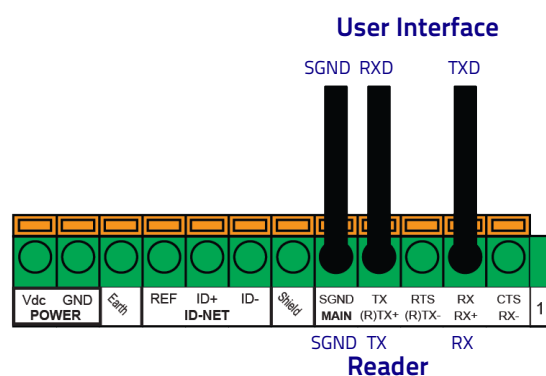 User Interface
SGND RXD TXD
Vdc GND Earth REF ID+ ID- Shield SGND TX RTS RX CTS 1
POWER ID-NET MAIN (R)TX+ (R)TX- RX+ RX-
SGND TX RX
Reader